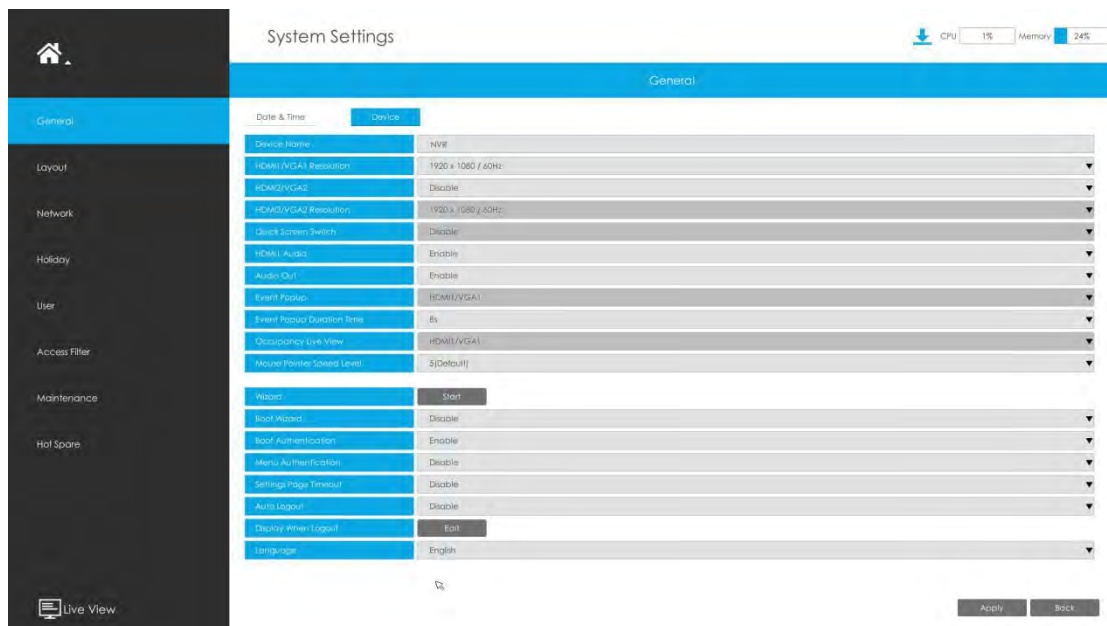 System Settings
CPU 1% Memory 24%
General
General
Layout
Network
Holiday
User
Access Filter
Maintenance
Hot Spare
Live View
Date & Time Device
Device Name NVR
HDMI1/VGA1 Resolution 1920 x 1080 / 60Hz
HDMI2/VGA2 Disable
HDMI2/VGA2 Resolution 1920 x 1080 / 60Hz
Quick Screen Switch Disable
HDMI1 Audio Enable
Audio Out Enable
Event Popup HDMI1/VGA1
Event Popup Duration Time 8s
Occupancy Live View HDMI1/VGA1
Mouse Pointer Speed Level 5(Default)
Wizard Start
Boot Wizard Disable
Boot Authentication Enable
Menu Authentication Disable
Settings Page Timeout Disable
Auto Logout Disable
Display When Logout Edit
Language English
Apply Back